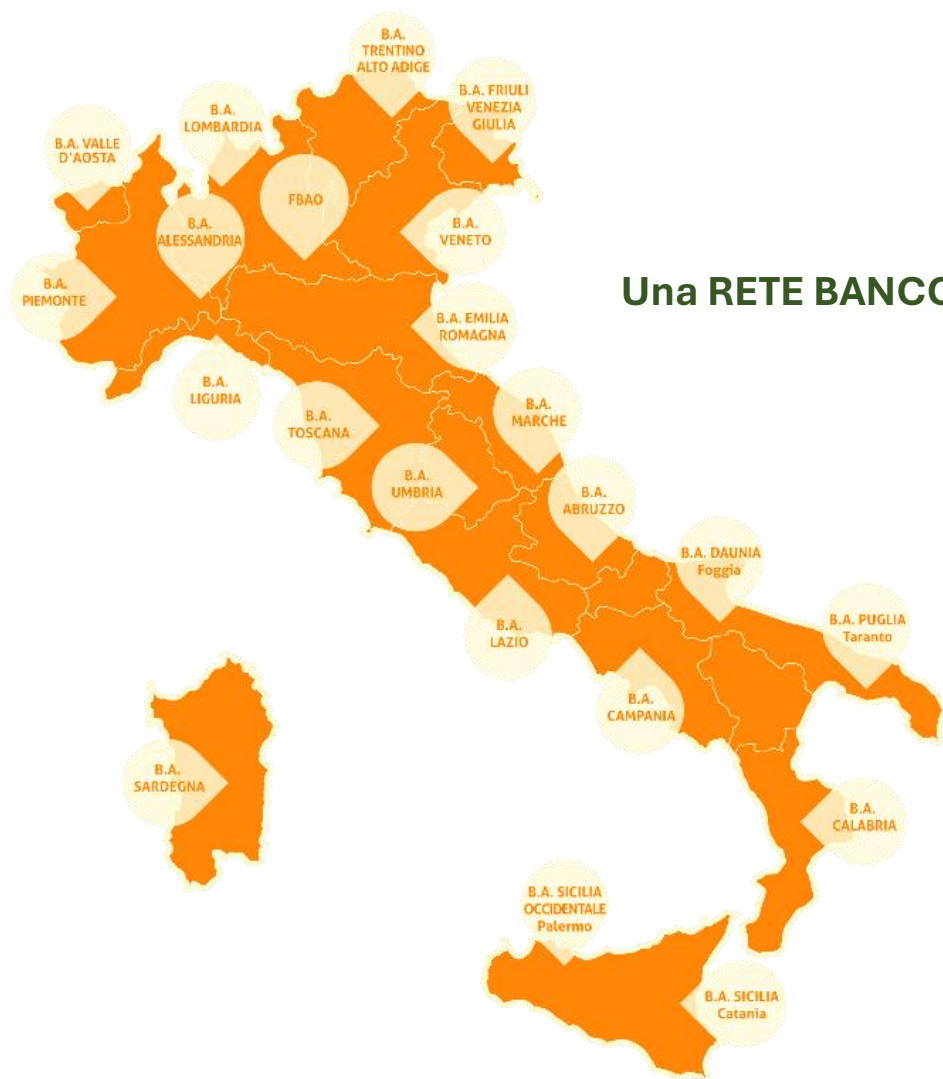 B.A.
TRENTINO
ALTO ADIGE
B.A. FRIULI
VENEZIA
GIULIA
B.A.
LOMBARDIA
B.A. VALLE
D'AOSTA
FBAO
B.A.
ALESSANDRIA
B.A.
VENETO
B.A.
PIEMONTE
Una RETE BANCO
B.A. EMILIA
ROMAGNA
B.A.
LIGURIA
B.A.
TOSCANA
B.A.
MARCHE
B.A.
UMBRIA
B.A.
ABRUZZO
B.A. DAUNIA
Foggia
B.A. PUGLIA
Taranto
B.A.
LAZIO
B.A.
CAMPANIA
B.A.
SARDEGNA
B.A.
CALABRIA
B.A. SICILIA
OCCIDENTALE
Palermo
B.A. SICILIA
Catania